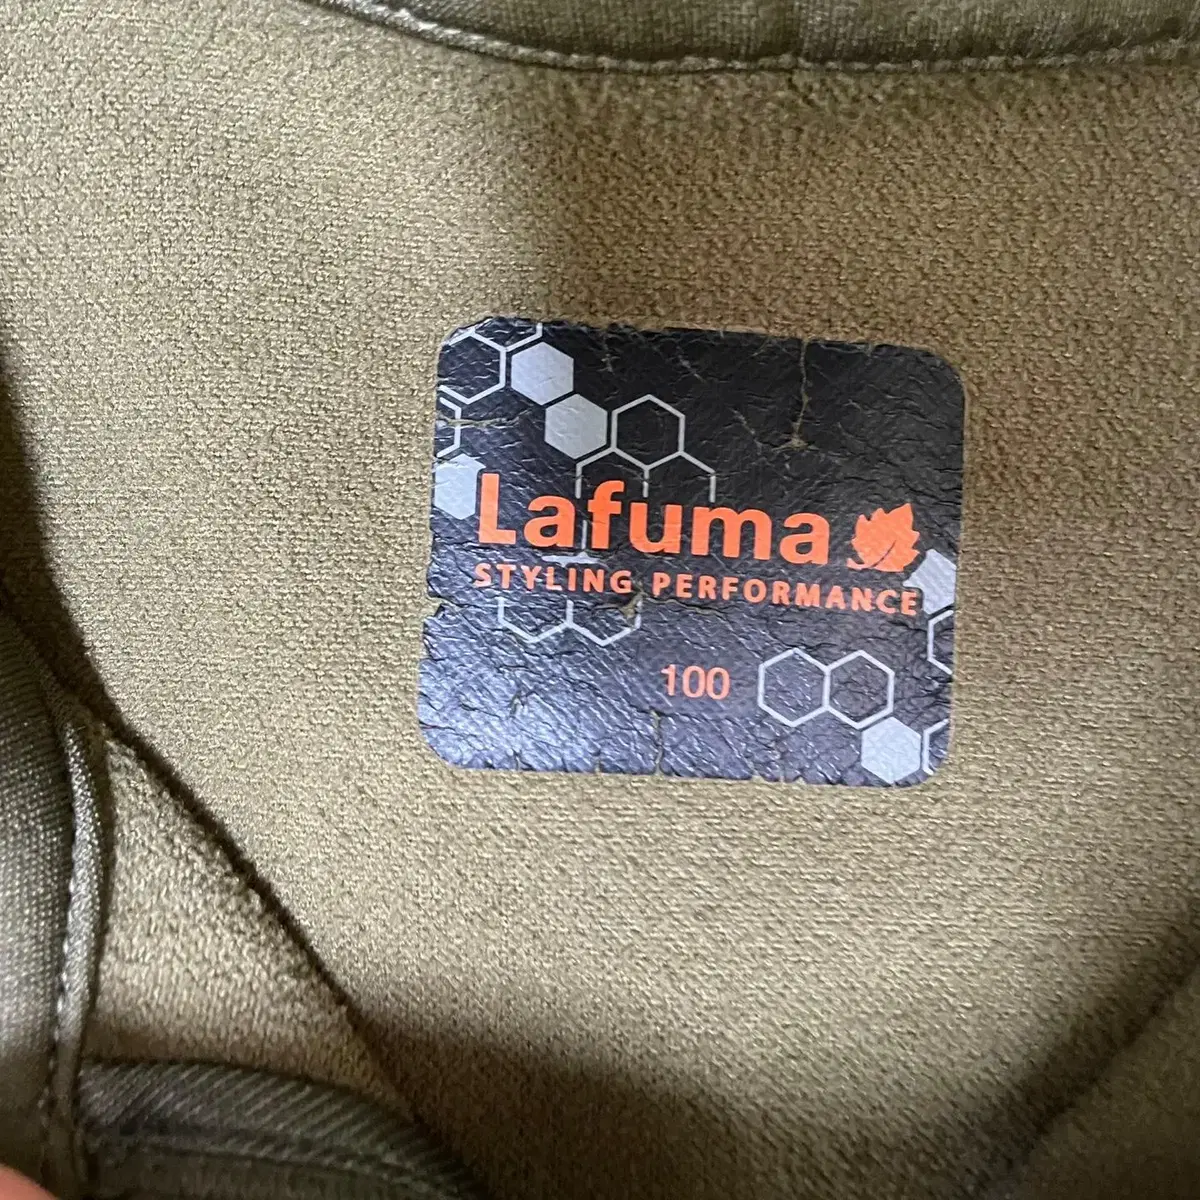 Lafuma
STYLING PERFORMANCE
100